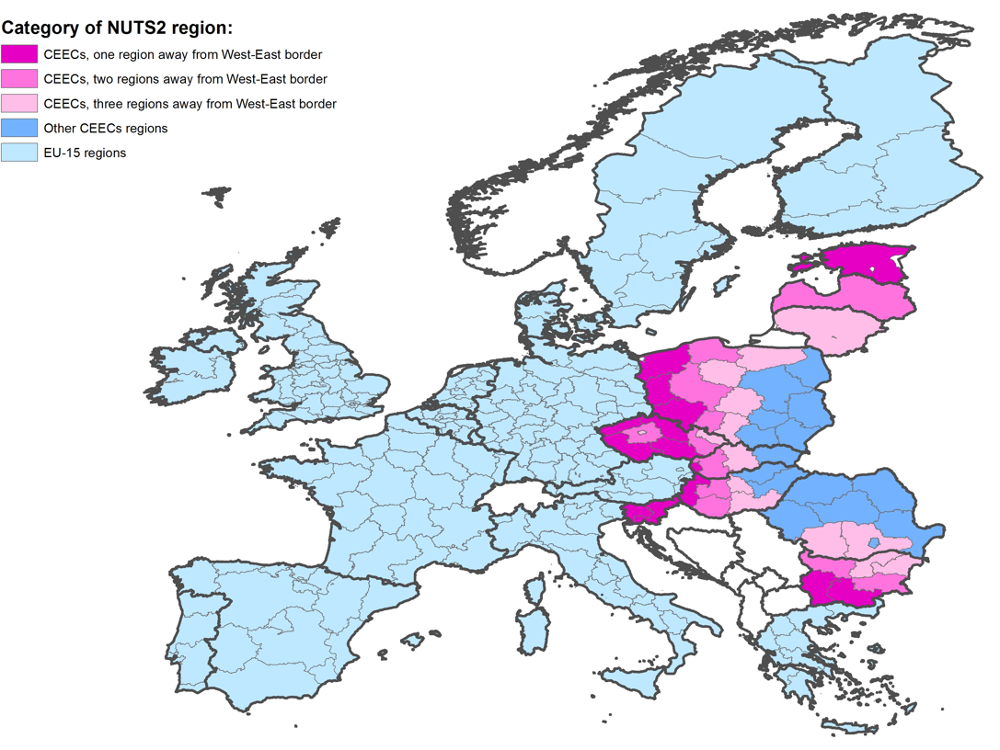 Category of NUTS2 region:
CEECs, one region away from West-East border
CEECs, two regions away from West-East border
CEECs, three regions away from West-East border
Other CEECs regions
EU-15 regions